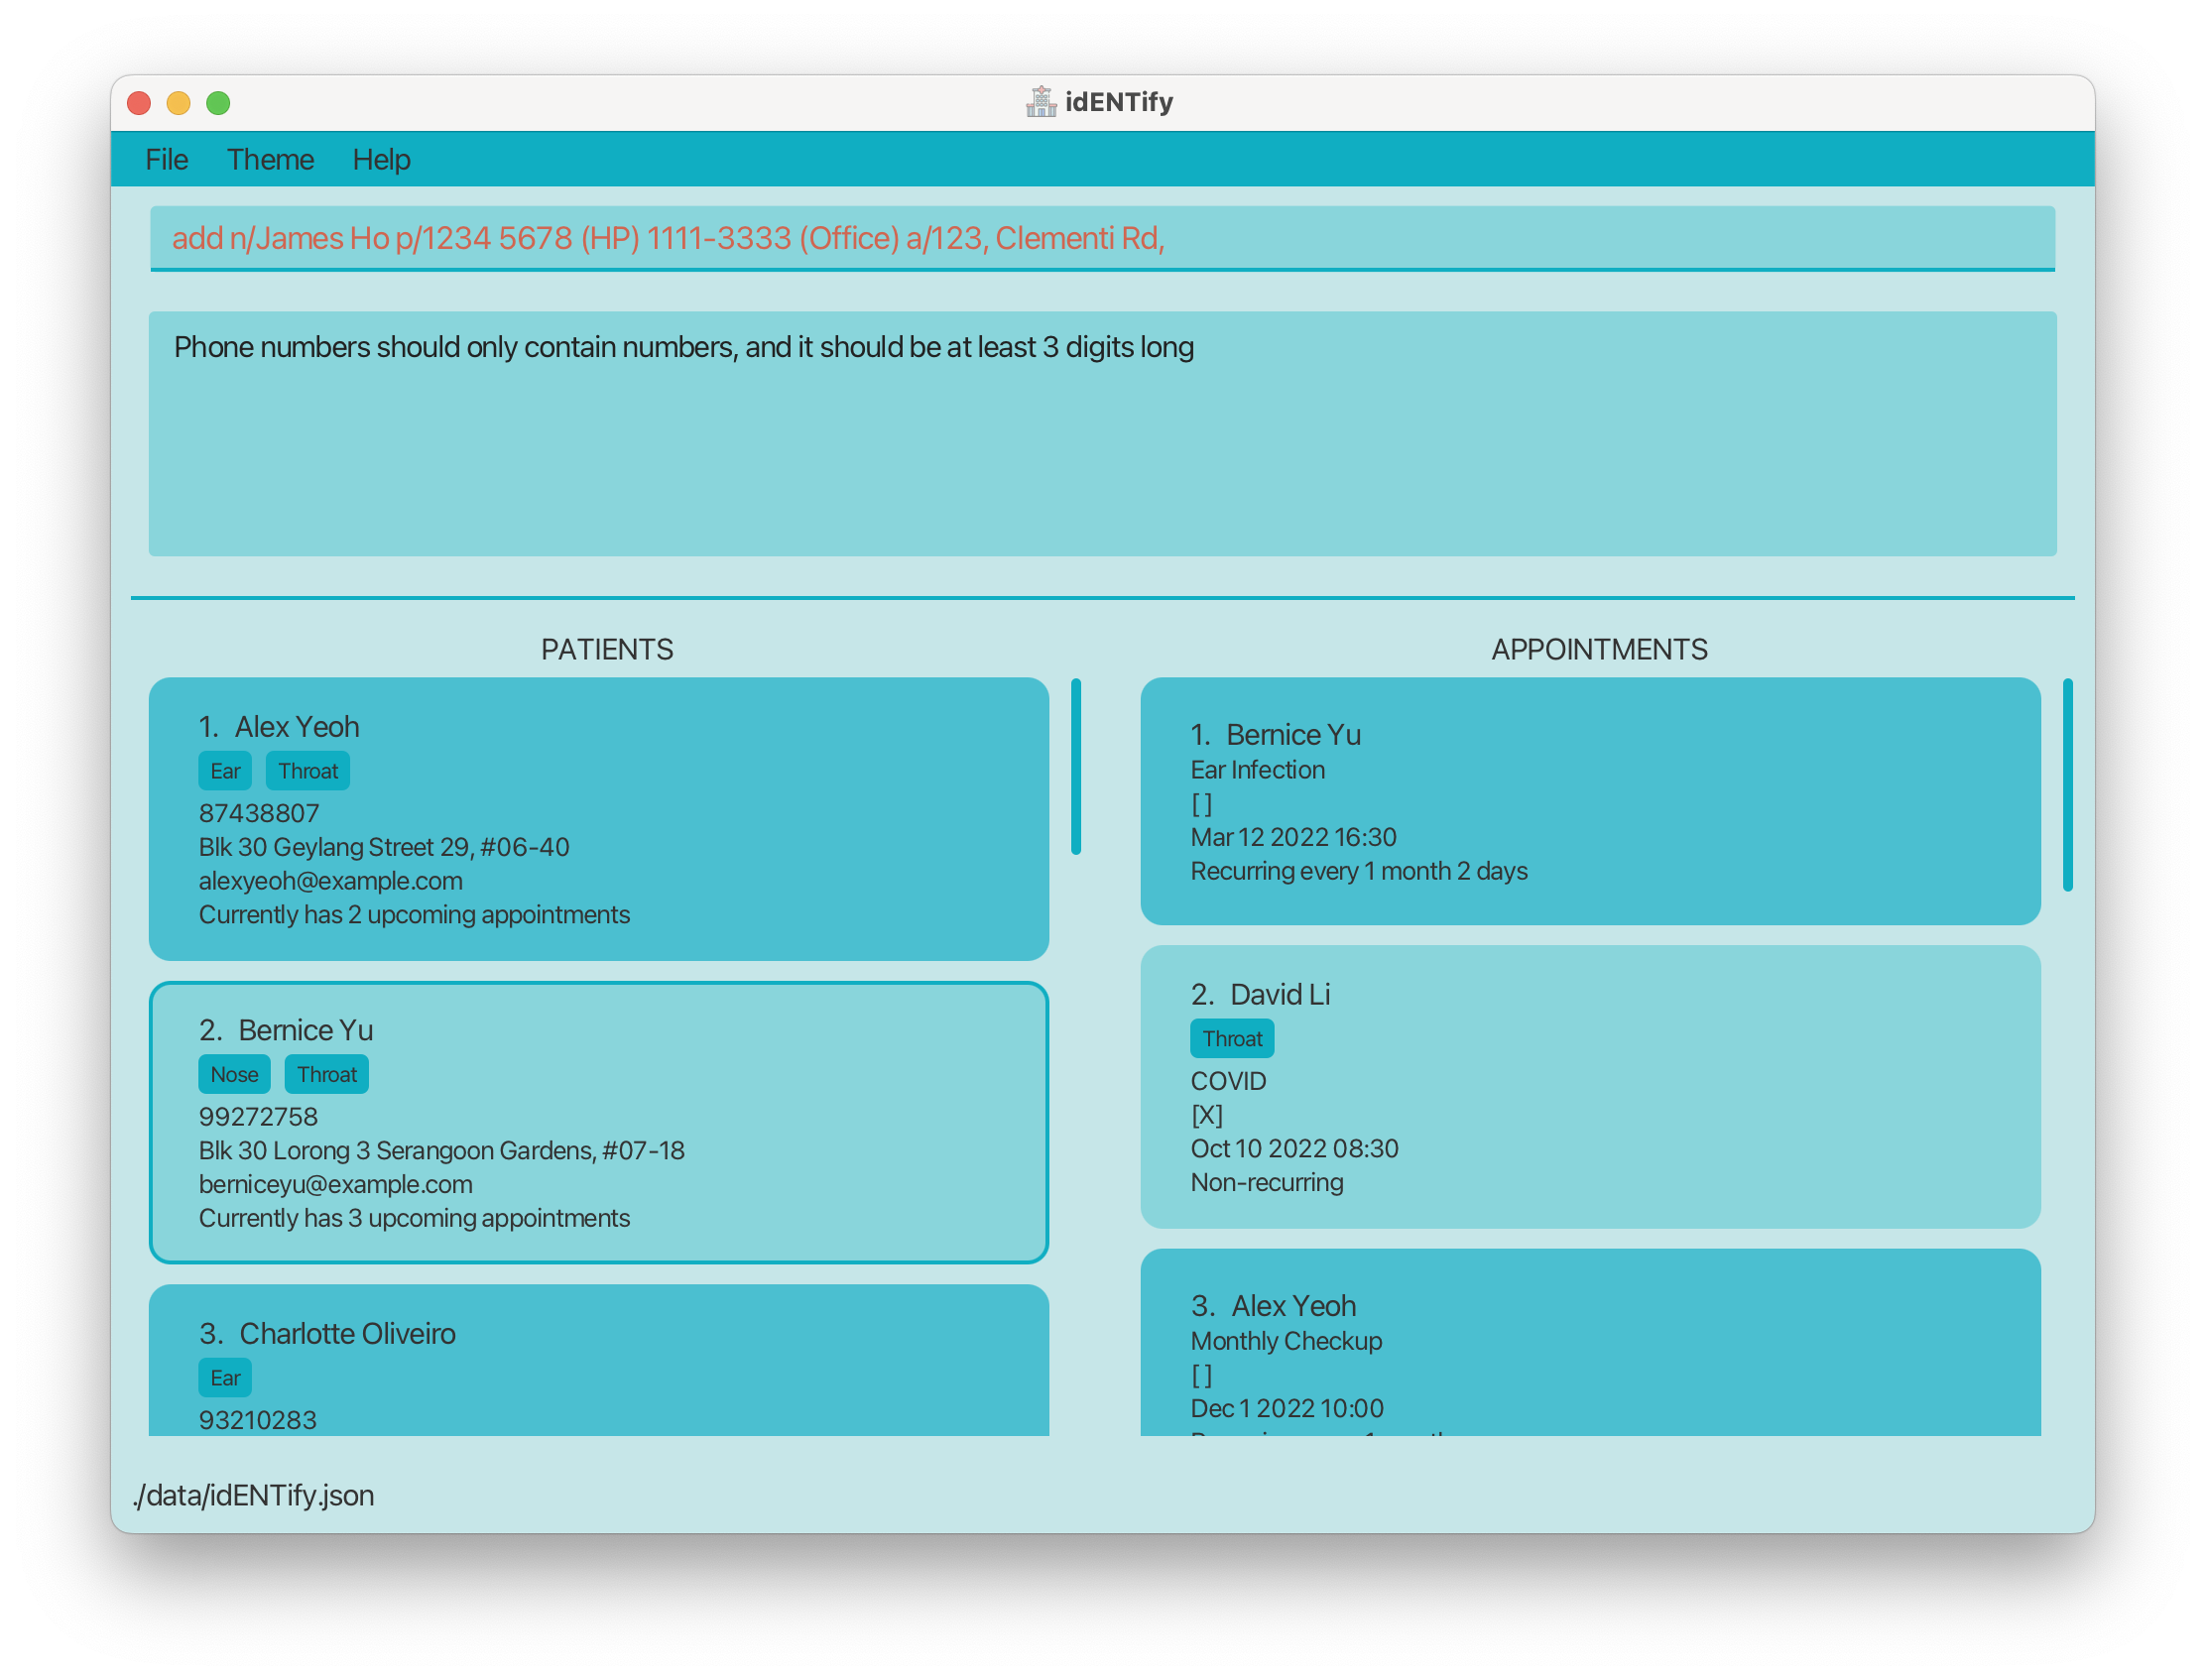 idENTify
File Theme Help
add n/James Ho p/1234 5678 (HP) 1111-3333 (Office) a/123, Clementi Rd,
Phone numbers should only contain numbers, and it should be at least 3 digits long
PATIENTS
1. Alex Yeoh
Ear Throat
87438807
Blk 30 Geylang Street 29, #06-40
alexyeoh@example.com
Currently has 2 upcoming appointments
2. Bernice Yu
Nose Throat
99272758
Blk 30 Lorong 3 Serangoon Gardens, #07-18
berniceyu@example.com
Currently has 3 upcoming appointments
3. Charlotte Oliveiro
Ear
93210283
APPOINTMENTS
1. Bernice Yu
Ear Infection
[ ]
Mar 12 2022 16:30
Recurring every 1 month 2 days
2. David Li
Throat
COVID
[X]
Oct 10 2022 08:30
Non-recurring
3. Alex Yeoh
Monthly Checkup
[ ]
Dec 1 2022 10:00
./data/idENTify.json